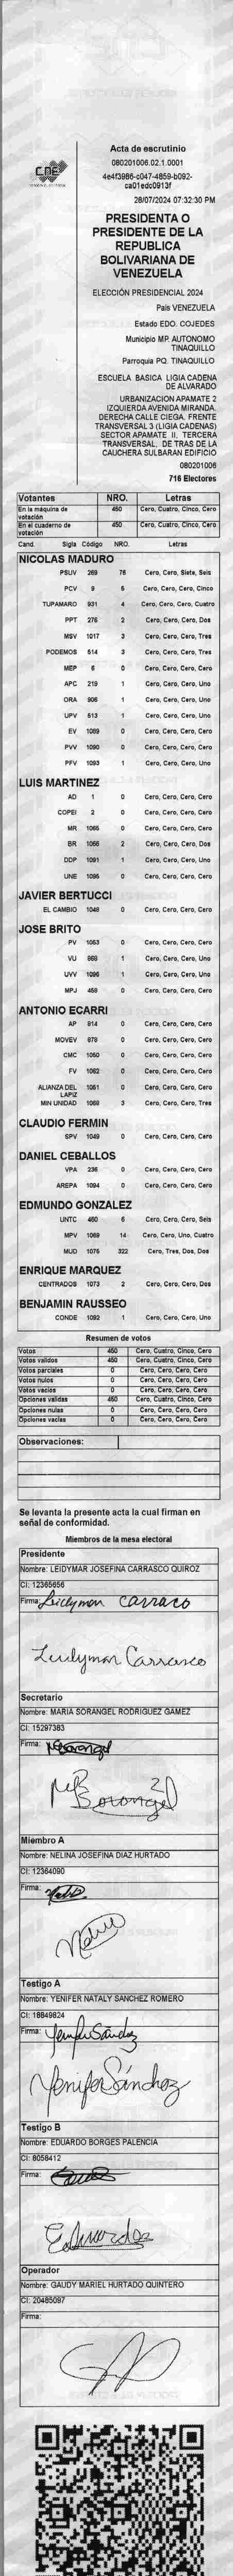 CNE
Acta de escrutinio
080201006.02.1.0001
4e4f3986-c047-4859-b092-
ca01edc0913f
28/07/2024 07:32:30 PM
PRESIDENTA O
PRESIDENTE DE LA
REPUBLICA
BOLIVARIANA DE
VENEZUELA
ELECCIÓN PRESIDENCIAL 2024
País VENEZUELA
Estado EDO. COJEDES
Municipio MP. AUTONOMO
TINAQUILLO
Parroquia PQ. TINAQUILLO
ESCUELA BASICA LIGIA CADENA
DE ALVARADO
URBANIZACION APAMATE 2
IZQUIERDA AVENIDA MIRANDA.
DERECHA CALLE CIEGA. FRENTE
TRANSVERSAL 3 (LIGIA CADENAS)
SECTOR APAMATE II. TERCERA
TRANSVERSAL. DE TRAS DE LA
CAUCHERA SULBARAN EDIFICIO
080201006
716 Electores
Votantes NRO. Letras
En la máquina de votación 450 Cero, Cuatro, Cinco, Cero
En el cuaderno de votación 450 Cero, Cuatro, Cinco, Cero
Cand. Sigla Código NRO. Letras
NICOLAS MADURO
PSUV 269 76 Cero, Cero, Siete, Seis
PCV 9 5 Cero, Cero, Cero, Cinco
TUPAMARO 931 4 Cero, Cero, Cero, Cuatro
PPT 275 2 Cero, Cero, Cero, Dos
MSV 1017 3 Cero, Cero, Cero, Tres
PODEMOS 514 3 Cero, Cero, Cero, Tres
MEP 6 0 Cero, Cero, Cero, Cero
APC 219 1 Cero, Cero, Cero, Uno
ORA 906 1 Cero, Cero, Cero, Uno
UPV 513 1 Cero, Cero, Cero, Uno
EV 1089 0 Cero, Cero, Cero, Cero
PVV 1090 0 Cero, Cero, Cero, Cero
PFV 1093 1 Cero, Cero, Cero, Uno
LUIS MARTINEZ
AD 1 0 Cero, Cero, Cero, Cero
COPEI 2 0 Cero, Cero, Cero, Cero
MR 1065 0 Cero, Cero, Cero, Cero
BR 1066 2 Cero, Cero, Cero, Dos
DDP 1091 1 Cero, Cero, Cero, Uno
UNE 1095 0 Cero, Cero, Cero, Cero
JAVIER BERTUCCI
EL CAMBIO 1048 0 Cero, Cero, Cero, Cero
JOSE BRITO
PV 1053 0 Cero, Cero, Cero, Cero
VU 869 1 Cero, Cero, Cero, Uno
UVV 1096 1 Cero, Cero, Cero, Uno
MPJ 459 0 Cero, Cero, Cero, Cero
ANTONIO ECARRI
AP 814 0 Cero, Cero, Cero, Cero
MOVEV 878 0 Cero, Cero, Cero, Cero
CMC 1050 0 Cero, Cero, Cero, Cero
FV 1082 0 Cero, Cero, Cero, Cero
ALIANZA DEL LAPIZ 1051 0 Cero, Cero, Cero, Cero
MIN UNIDAD 1068 3 Cero, Cero, Cero, Tres
CLAUDIO FERMIN
SPV 1049 0 Cero, Cero, Cero, Cero
DANIEL CEBALLOS
VPA 236 0 Cero, Cero, Cero, Cero
AREPA 1094 0 Cero, Cero, Cero, Cero
EDMUNDO GONZALEZ
UNTC 460 6 Cero, Cero, Cero, Seis
MPV 1069 14 Cero, Cero, Uno, Cuatro
MUD 1076 322 Cero, Tres, Dos, Dos
ENRIQUE MARQUEZ
CENTRADOS 1073 2 Cero, Cero, Cero, Dos
BENJAMIN RAUSSEO
CONDE 1092 1 Cero, Cero, Cero, Uno
Resumen de votos
Votos 450 Cero, Cuatro, Cinco, Cero
Votos validos 450 Cero, Cuatro, Cinco, Cero
Votos parciales 0 Cero, Cero, Cero, Cero
Votos nulos 0 Cero, Cero, Cero, Cero
Votos vacios 0 Cero, Cero, Cero, Cero
Opciones validas 450 Cero, Cuatro, Cinco, Cero
Opciones nulas 0 Cero, Cero, Cero, Cero
Opciones vacias 0 Cero, Cero, Cero, Cero
Observaciones:
Se levanta la presente acta la cual firman en
señal de conformidad.
Miembros de la mesa electoral
Presidente
Nombre: LEIDYMAR JOSEFINA CARRASCO QUIROZ
CI: 12365656
Firma: Leidymar Carrasco
Leidymar Carrasco
Secretario
Nombre: MARIA SORANGEL RODRIGUEZ GAMEZ
CI: 15297383
Firma: Sorangel
Sorangel
Miembro A
Nombre: NELINA JOSEFINA DIAZ HURTADO
CI: 12364090
Firma:
Testigo A
Nombre: YENIFER NATALY SANCHEZ ROMERO
CI: 18849824
Firma: Yenifer Sánchez
Yenifer Sánchez
Testigo B
Nombre: EDUARDO BORGES PALENCIA
CI: 8058412
Firma:
Operador
Nombre: GAUDY MARIEL HURTADO QUINTERO
CI: 20485097
Firma: